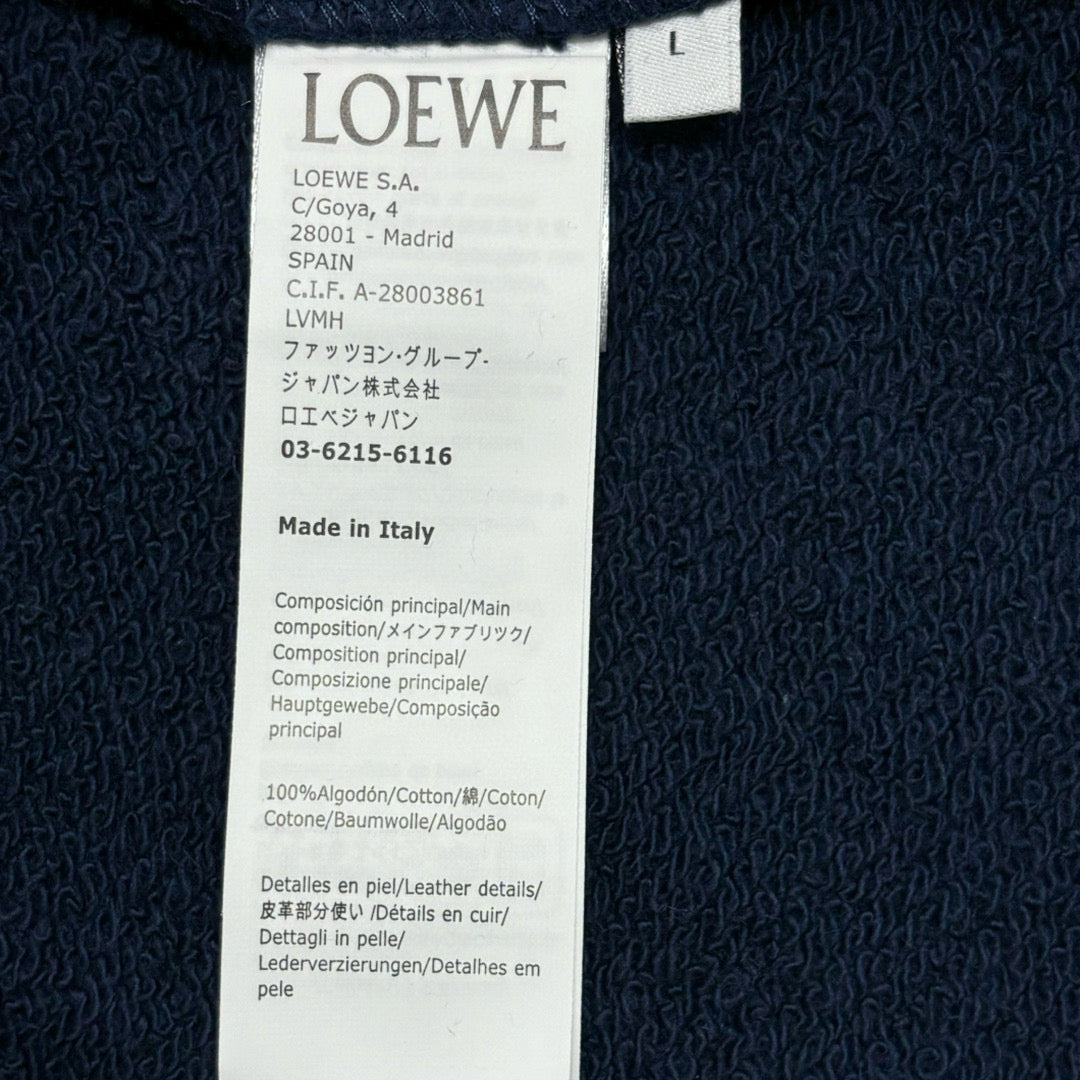 L
LOEWE
LOEWE S.A.
C/Goya, 4
28001 - Madrid
SPAIN
C.I.F. A-28003861
LVMH
ファッツヨン·グループ-
ジャパン株式会社
ロエベジャパン
03-6215-6116
Made in Italy
Composición principal/Main
composition/メインファブリツク/
Composition principal/
Composizione principale/
Hauptgewebe/Composição
principal
100%Algodón/Cotton/綿/Coton/
Cotone/Baumwolle/Algodão
Detalles en piel/Leather details/
皮革部分使い /Détails en cuir/
Dettagli in pelle/
Lederverzierungen/Detalhes em
pele